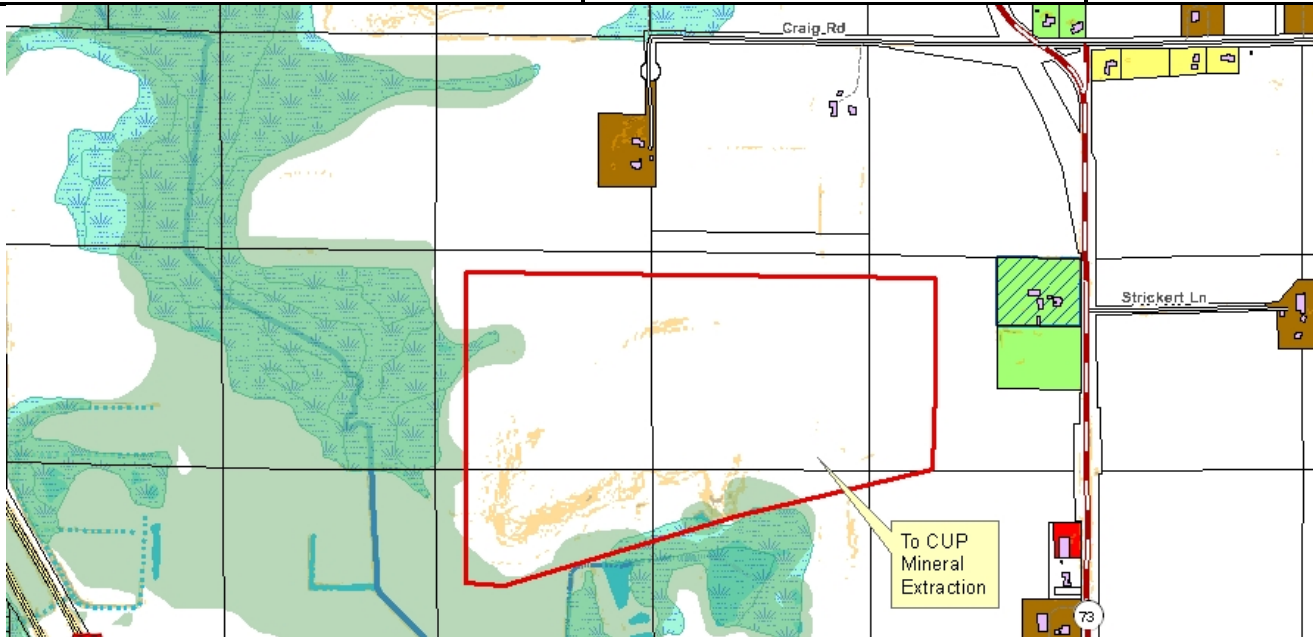 Craig Rd
Strickert Ln
To CUP
Mineral
Extraction
73